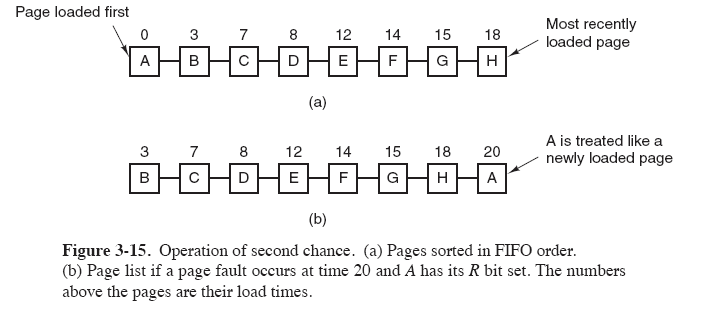 Page loaded first
0 3 7 8 12 14 15 18
Most recently
loaded page
A B C D E F G H
(a)
3 7 8 12 14 15 18 20
A is treated like a
newly loaded page
B C D E F G H A
(b)
Figure 3-15. Operation of second chance. (a) Pages sorted in FIFO order.
(b) Page list if a page fault occurs at time 20 and A has its R bit set. The numbers
above the pages are their load times.